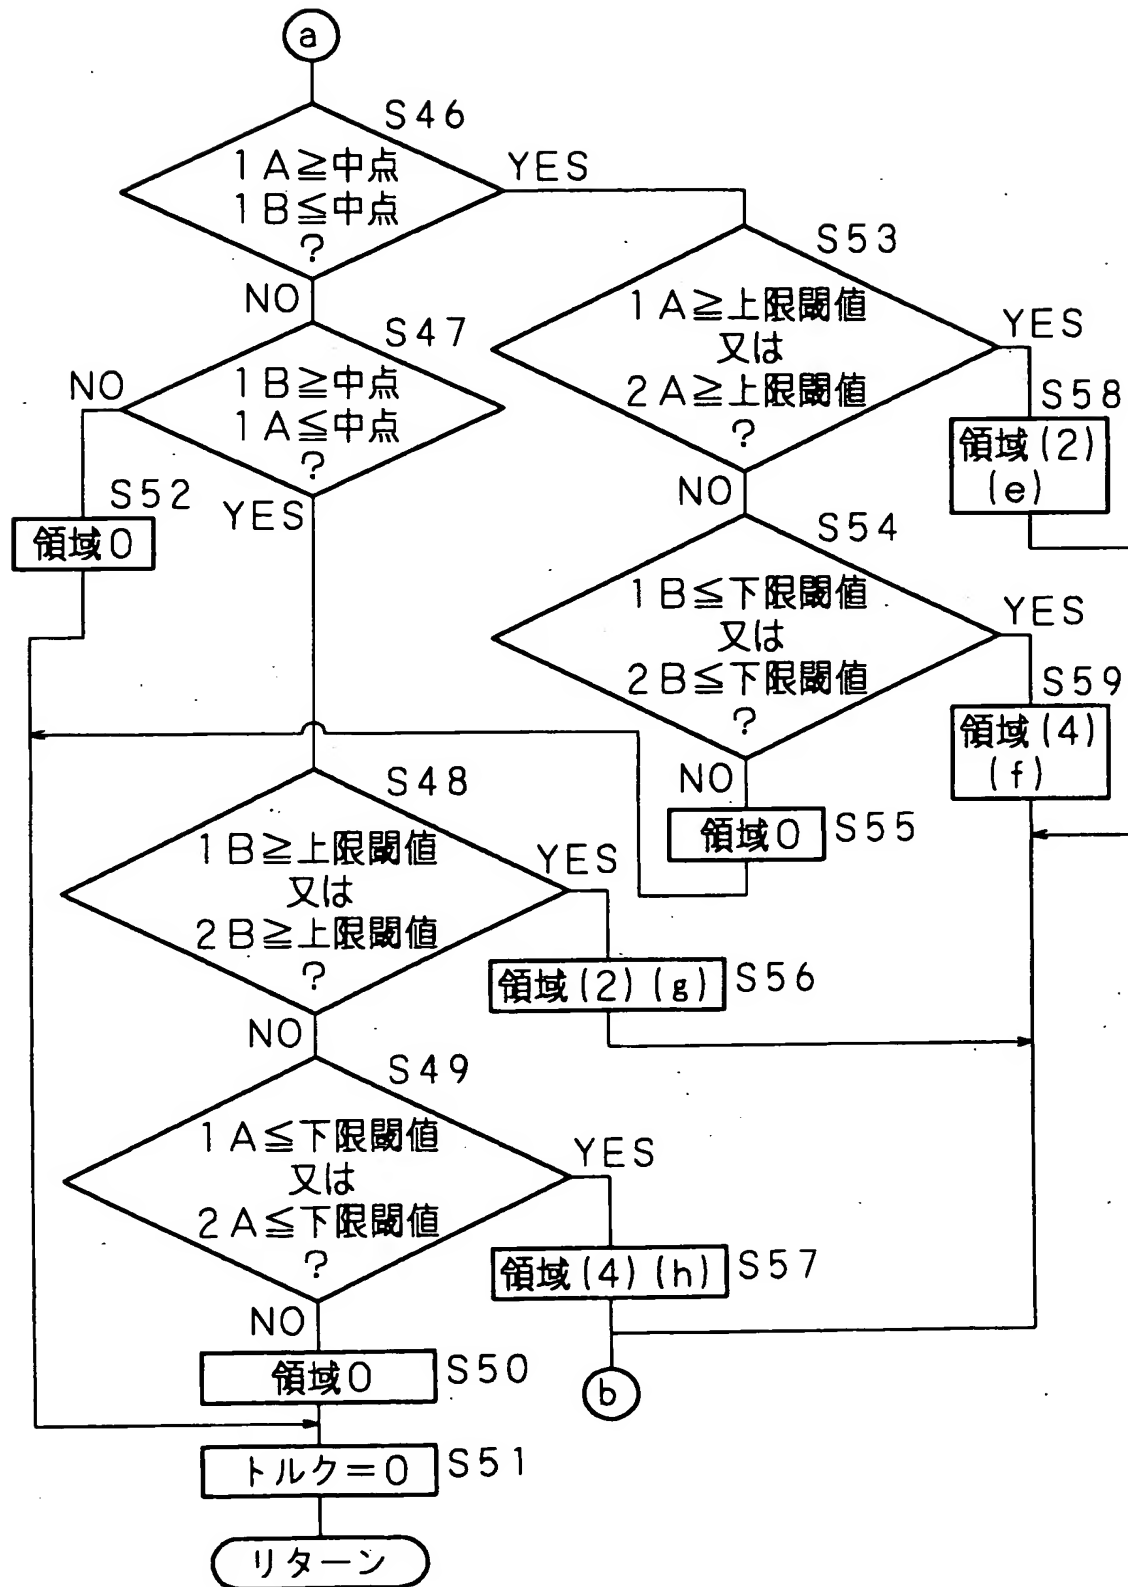 a
S46
1A≧中点
1B≦中点
?
YES
NO
S47
1B≧中点
1A≦中点
?
NO
YES
S52
領域0
S53
1A≧上限閾値
又は
2A≧上限閾値
?
YES
NO
S58
領域(2)
(e)
S54
1B≦下限閾値
又は
2B≦下限閾値
?
YES
NO
S59
領域(4)
(f)
S55
領域0
S48
1B≧上限閾値
又は
2B≧上限閾値
?
YES
NO
S56
領域(2)(g)
S49
1A≦下限閾値
又は
2A≦下限閾値
?
YES
NO
S57
領域(4)(h)
b
S50
領域0
S51
トルク=0
リターン